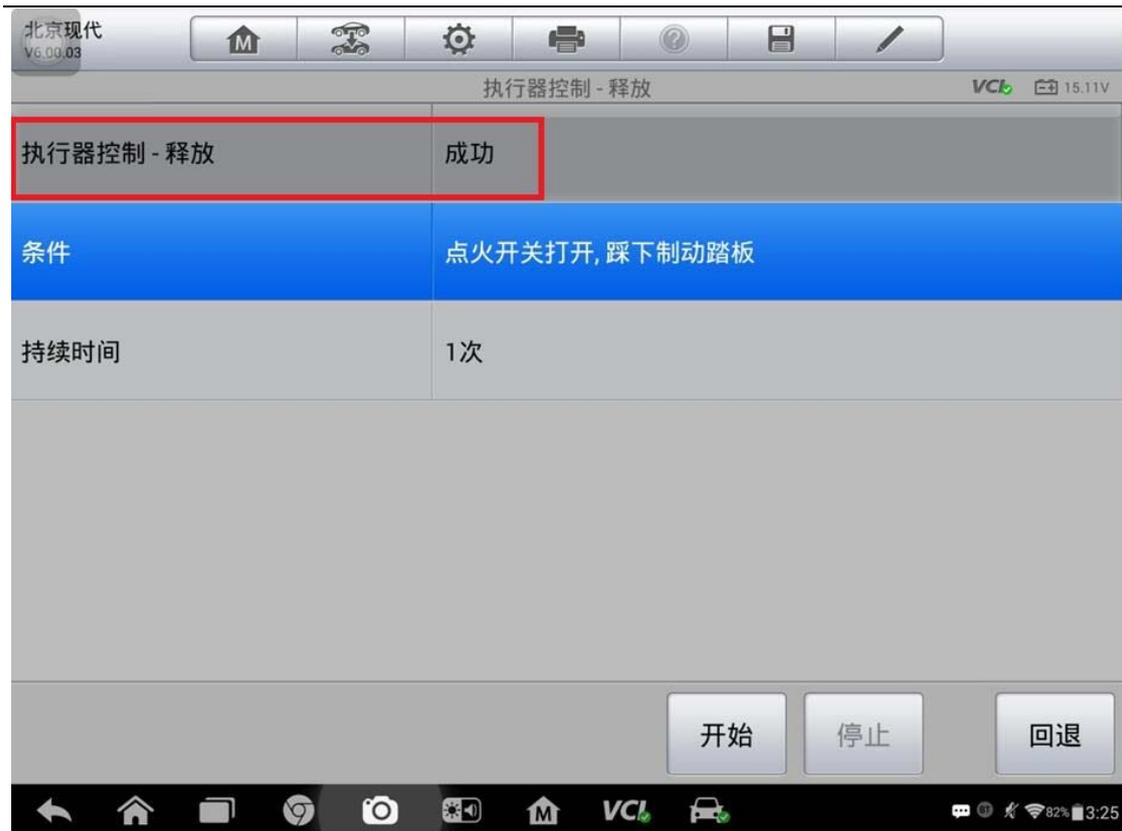 北京现代
V6.00.03
M
执行器控制 - 释放
VCI 15.11V
执行器控制 - 释放 成功
条件 点火开关打开, 踩下制动踏板
持续时间 1次
开始 停止 回退
M VCI BT 82% 3:25